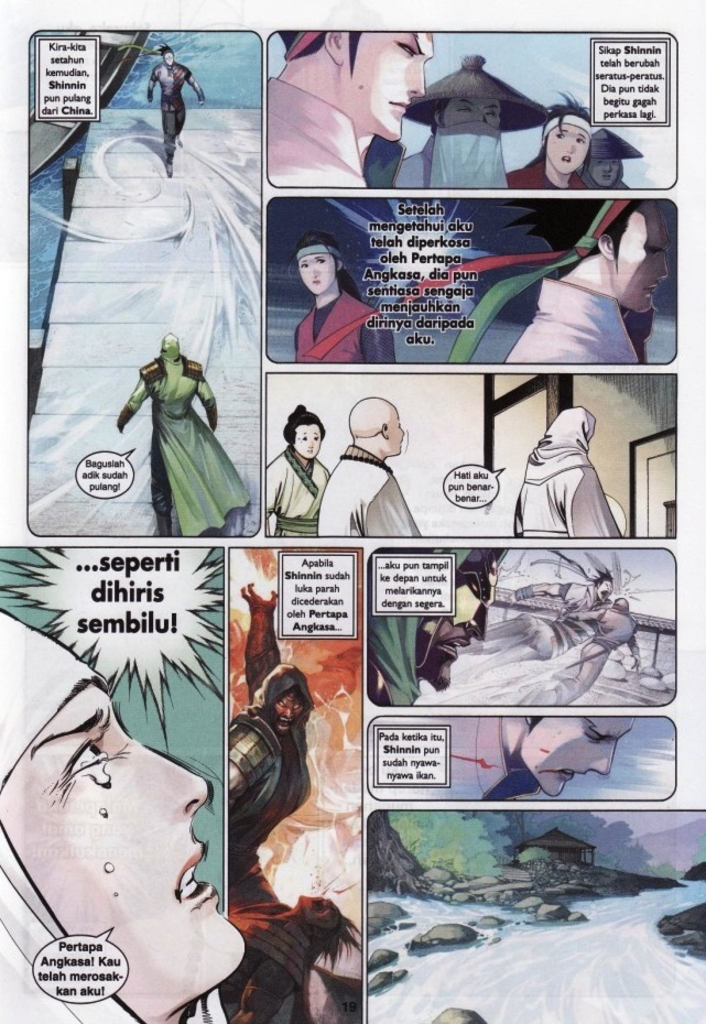 Kira-kita
setahun
kemudian,
Shinnin
pun pulang
dari China.
Baguslah
adik sudah
pulang!
Sikap Shinnin
telah berubah
seratus-peratus.
Dia pun tidak
begitu gagah
perkasa lagi.
Setelah
mengetahui aku
telah diperkosa
oleh Pertapa
Angkasa, dia pun
sentiasa sengaja
menjauhkan
dirinya daripada
aku.
Hati aku
pun benar-
benar...
...seperti
dihiris
sembilu!
Pertapa
Angkasa! Kau
telah merosak-
kan aku!
Apabila
Shinnin sudah
luka parah
dicederakan
oleh Pertapa
Angkasa...
...aku pun tampil
ke depan untuk
melarikannya
dengan segera.
Pada ketika itu,
Shinnin pun
sudah nyawa-
nyawa ikan.
19